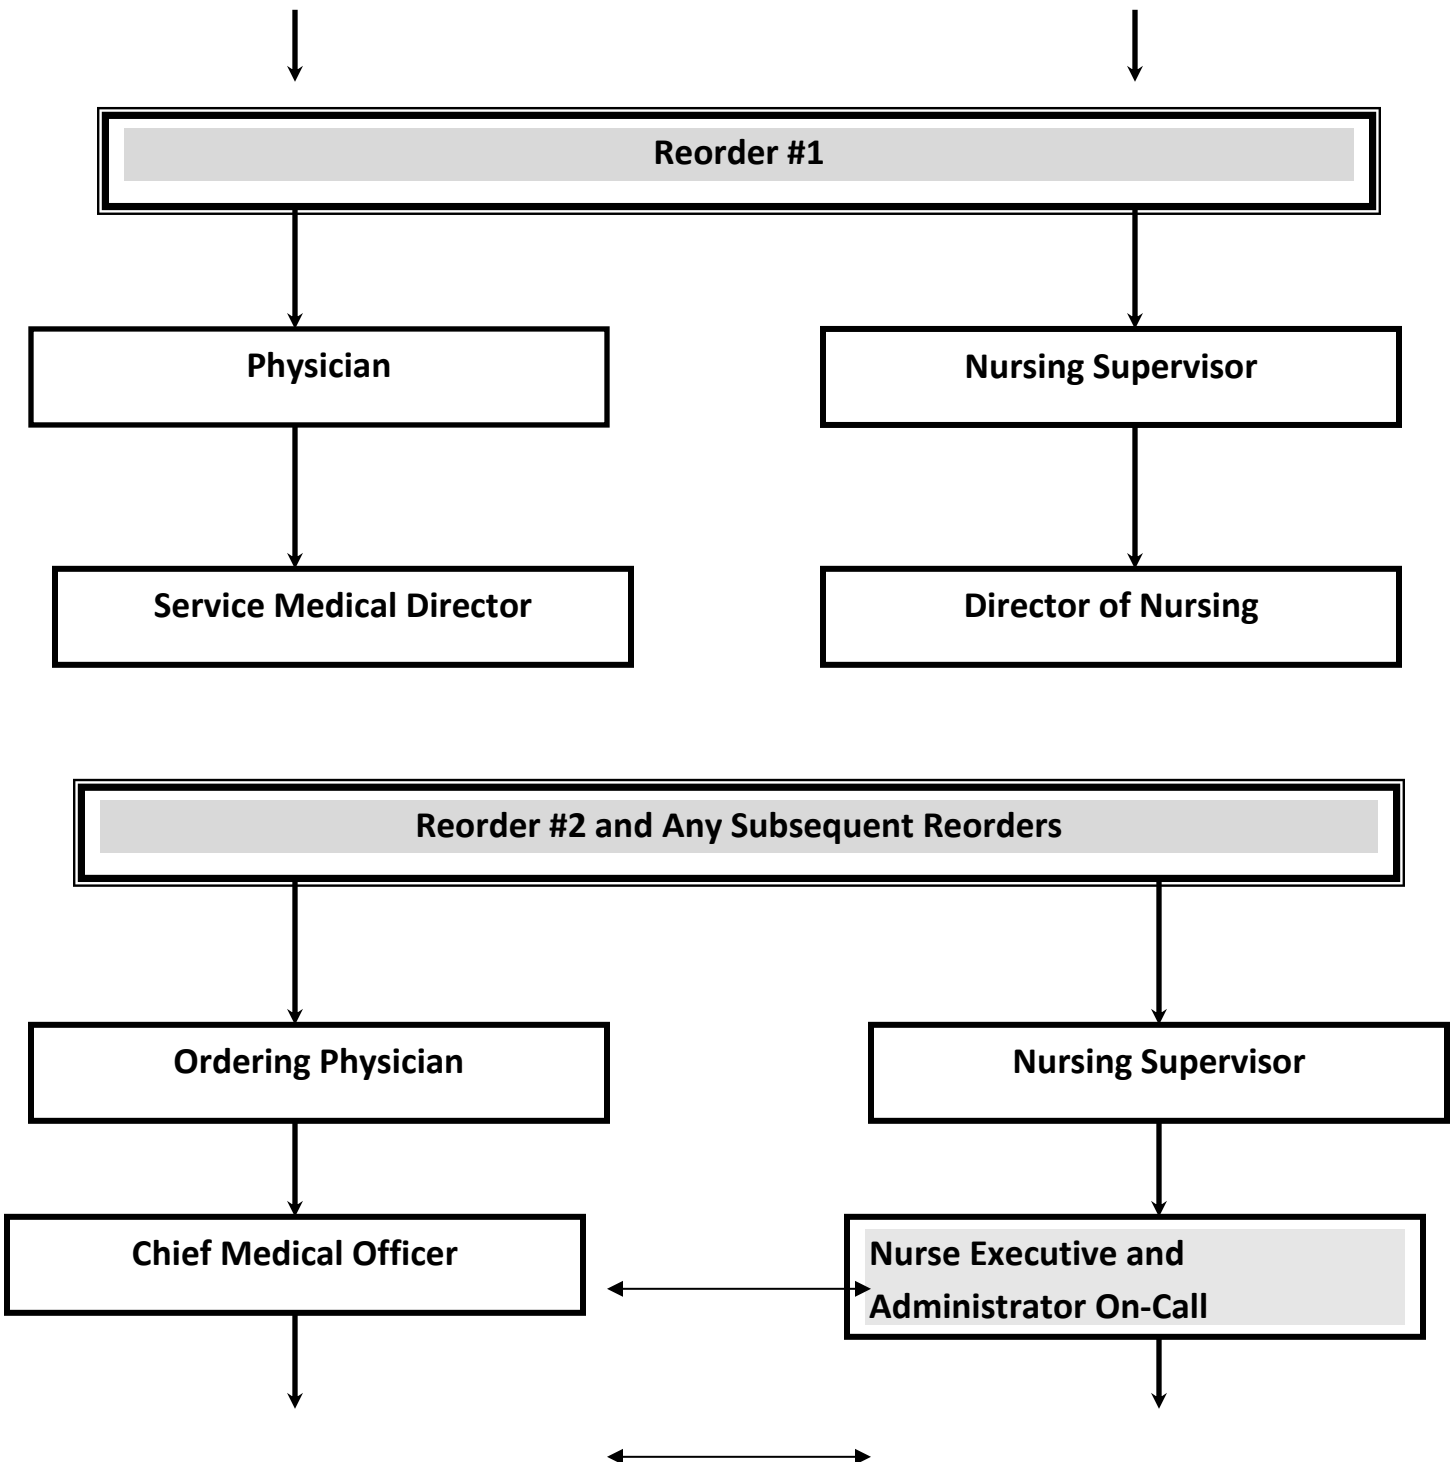 Reorder #1
Physician
Nursing Supervisor
Service Medical Director
Director of Nursing
Reorder #2 and Any Subsequent Reorders
Ordering Physician
Nursing Supervisor
Chief Medical Officer
Nurse Executive and
Administrator On-Call